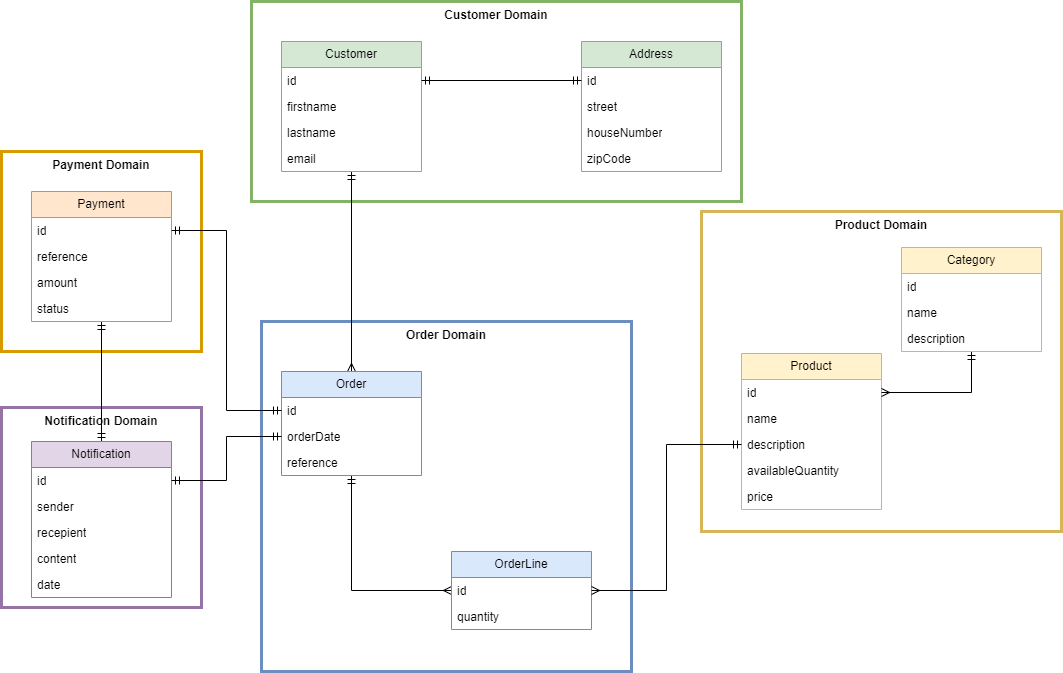 Customer Domain
Customer
id
firstname
lastname
email
Address
id
street
houseNumber
zipCode
Payment Domain
Payment
id
reference
amount
status
Notification Domain
Notification
id
sender
recepient
content
date
Order Domain
Order
id
orderDate
reference
OrderLine
id
quantity
Product Domain
Category
id
name
description
Product
id
name
description
availableQuantity
price